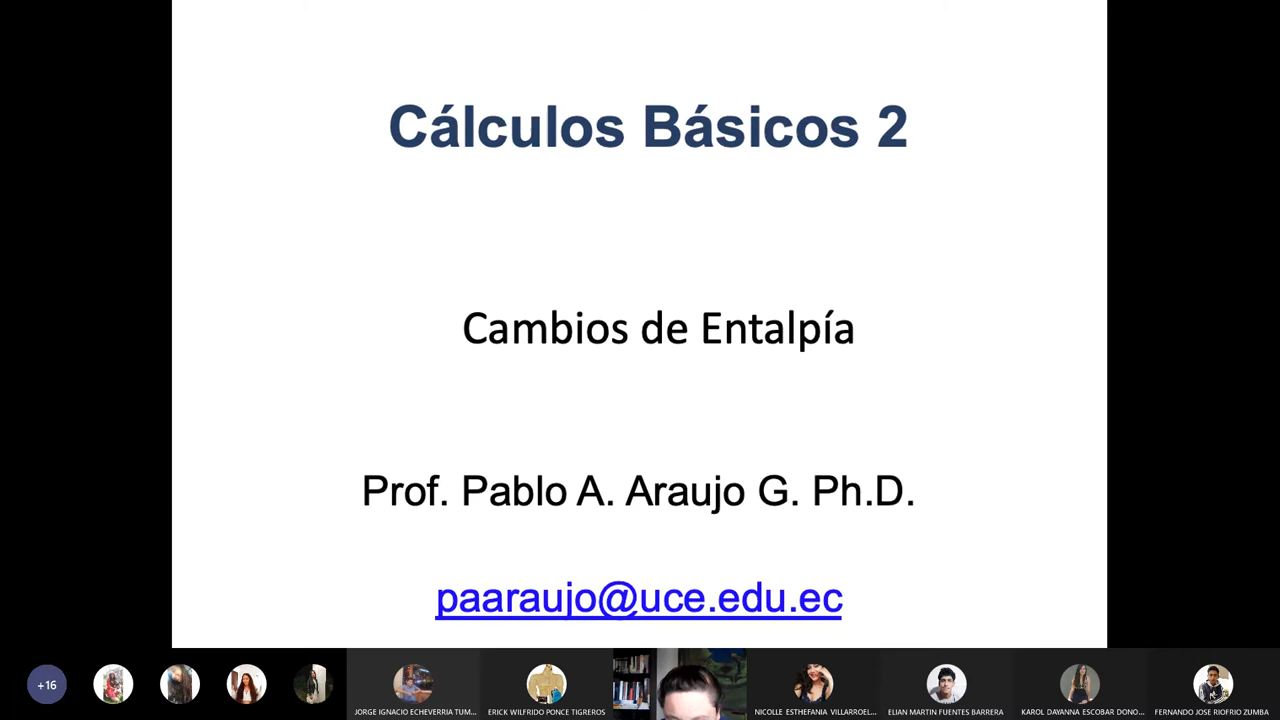 Cálculos Básicos 2
Cambios de Entalpía
Prof. Pablo A. Araujo G. Ph.D.
paaraujo@uce.edu.ec
+16
JORGE IGNACIO ECHEVERRIA TUM...
ERICK WILFRIDO PONCE TIGREROS
NICOLLE ESTHEFANIA VILLARROEL...
ELIAN MARTIN FUENTES BARRERA
KAROL DAYANNA ESCOBAR DONO...
FERNANDO JOSE RIOFRIO ZUMBA